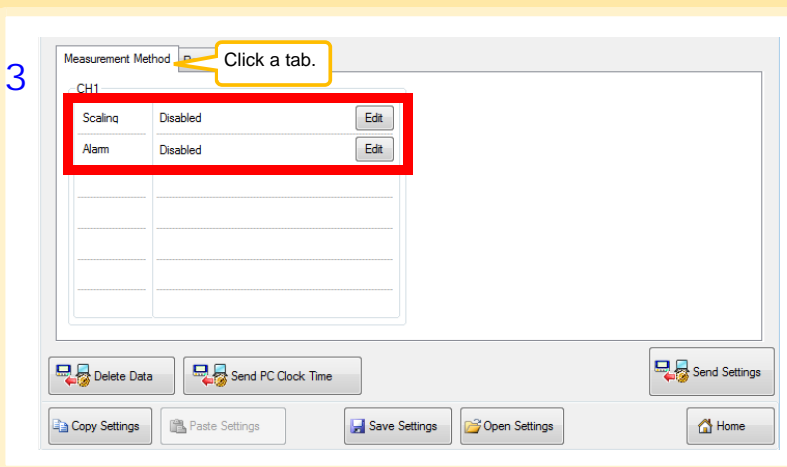 3
Measurement Method
Click a tab.
CH1
Scaling Disabled Edit
Alarm Disabled Edit
Delete Data Send PC Clock Time Send Settings
Copy Settings Paste Settings Save Settings Open Settings Home